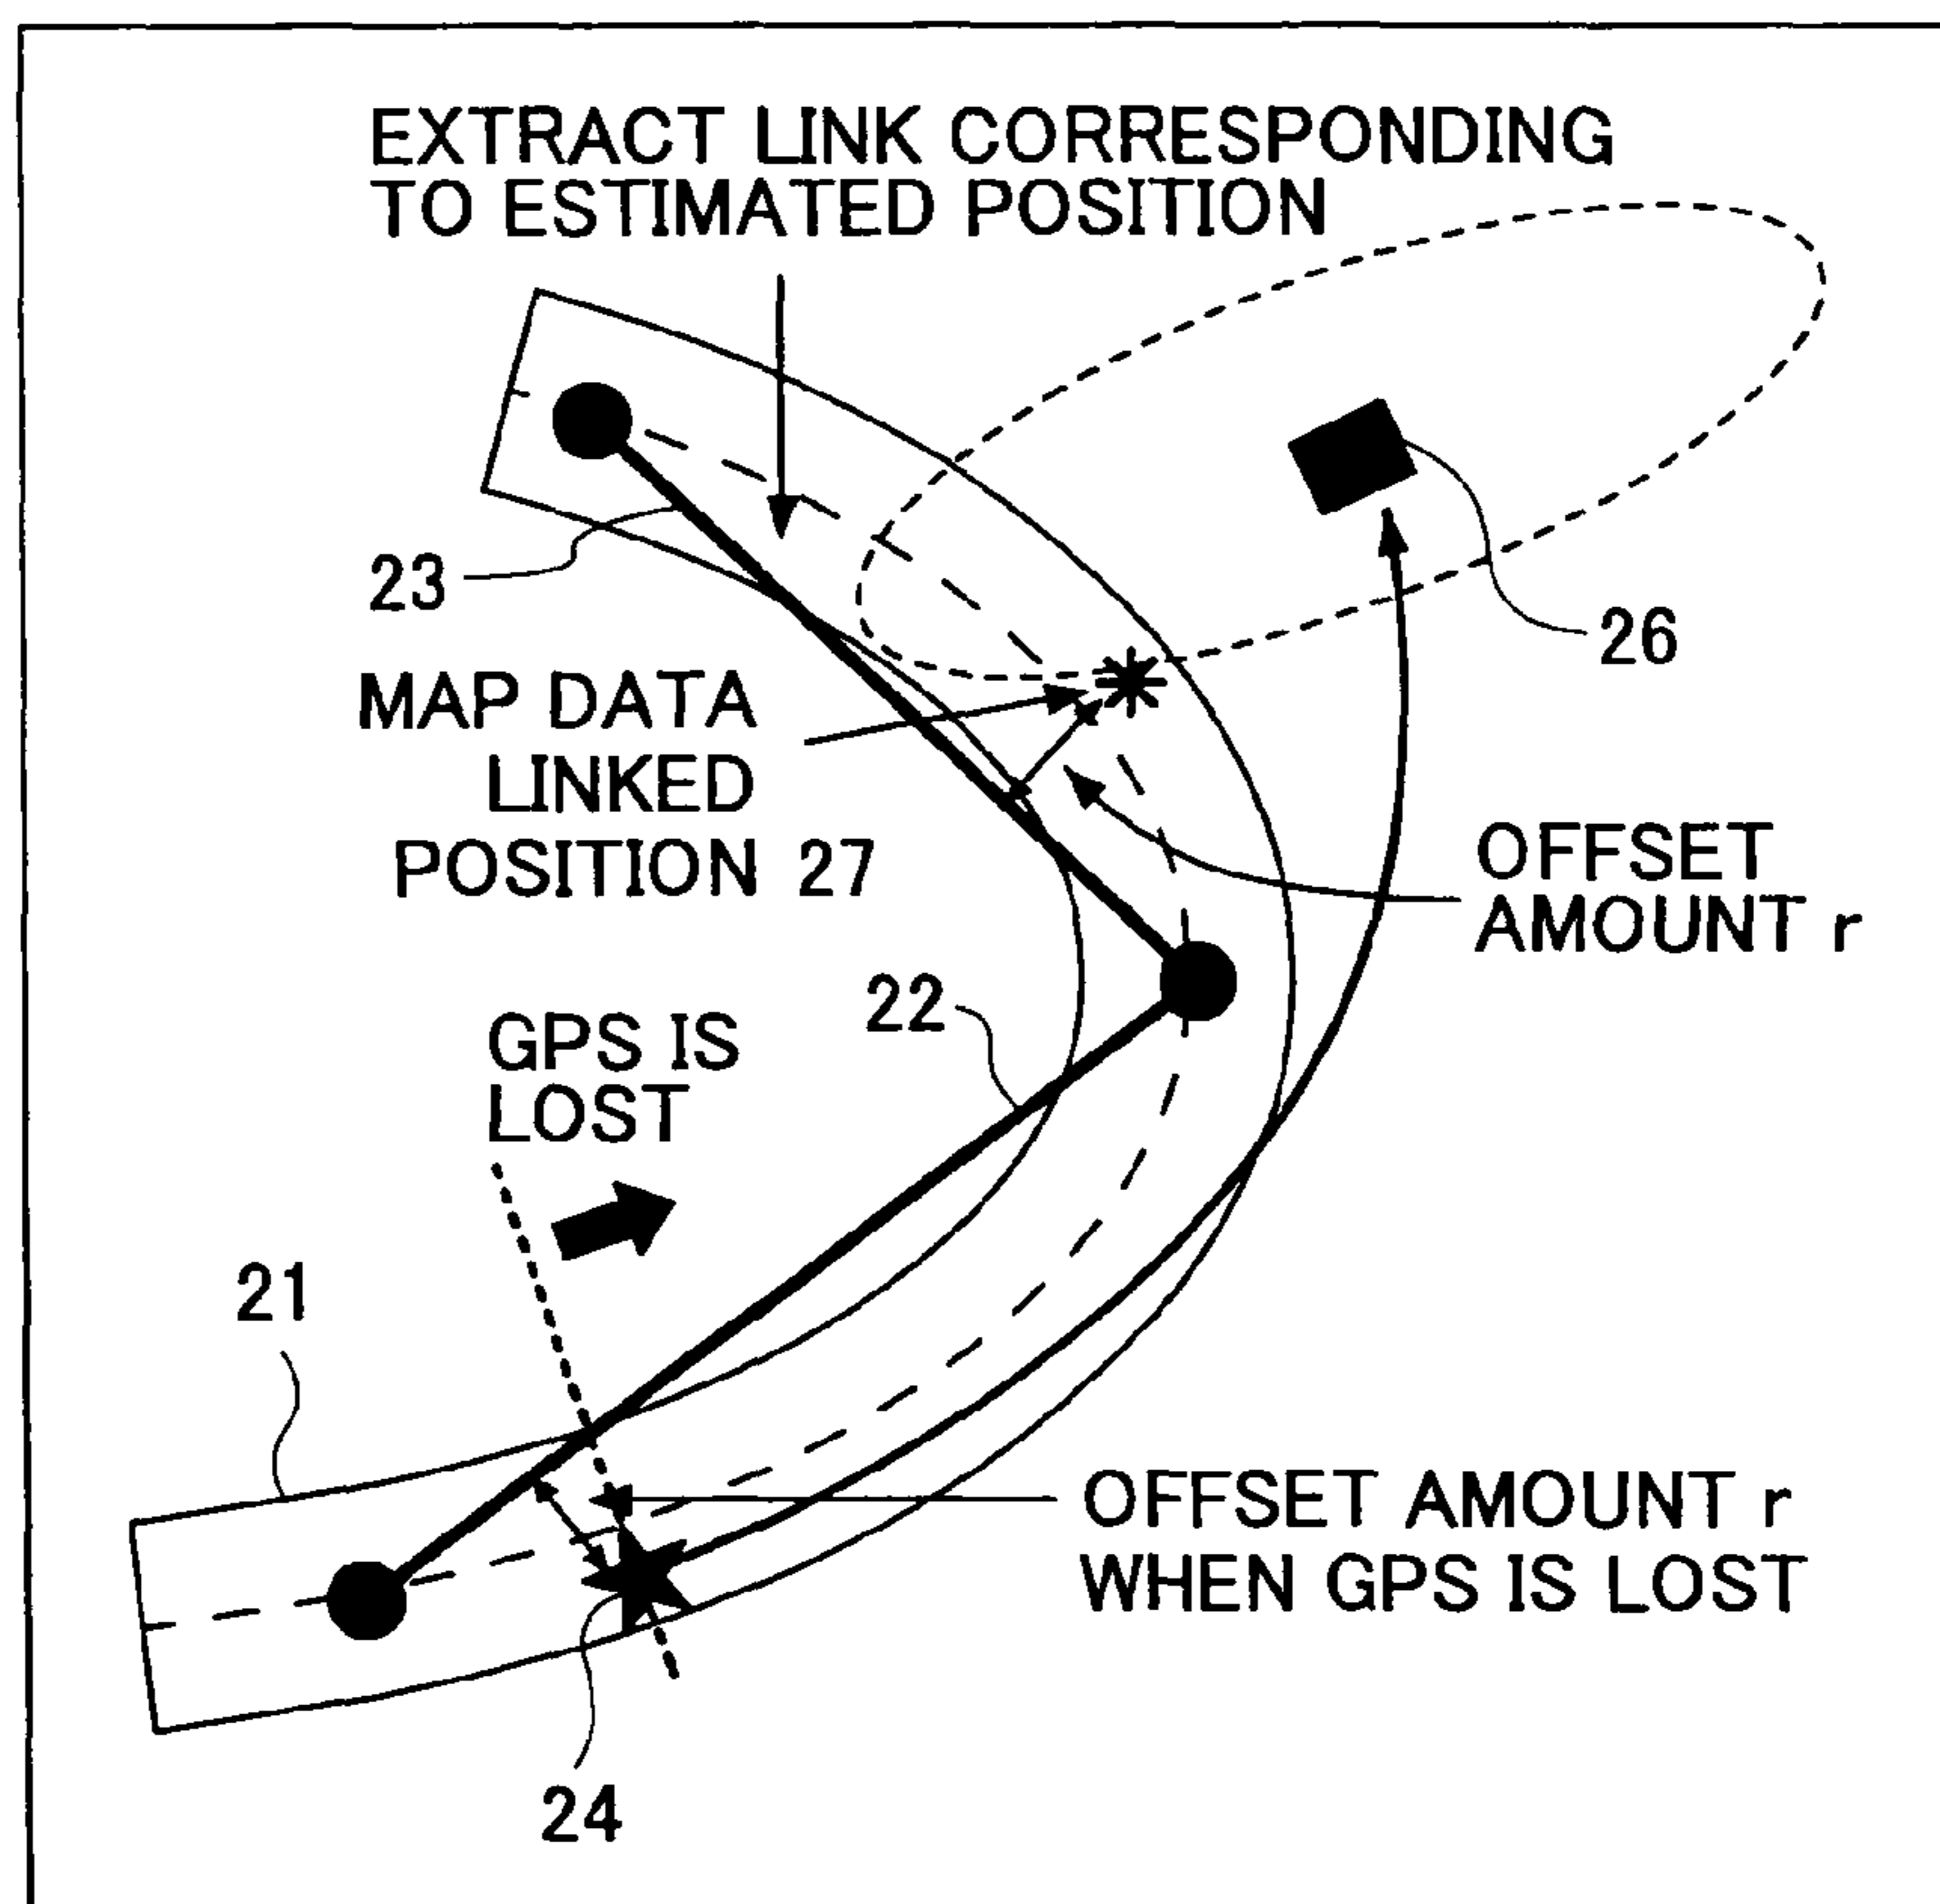 EXTRACT LINK CORRESPONDING
TO ESTIMATED POSITION
23
26
MAP DATA
LINKED
POSITION 27
OFFSET
AMOUNT r
22
GPS IS
LOST
21
OFFSET AMOUNT r
WHEN GPS IS LOST
24